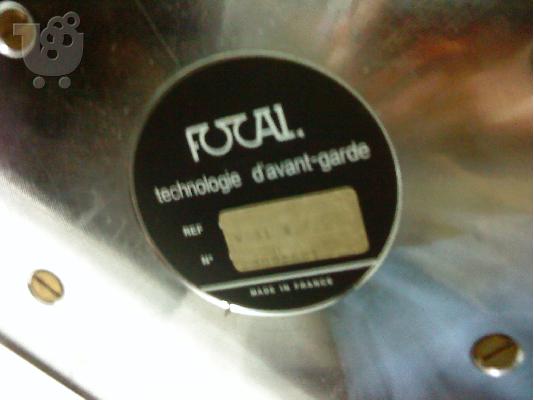 FOCAL.
technologie d'avant-garde
REF
N°
MADE IN FRANCE